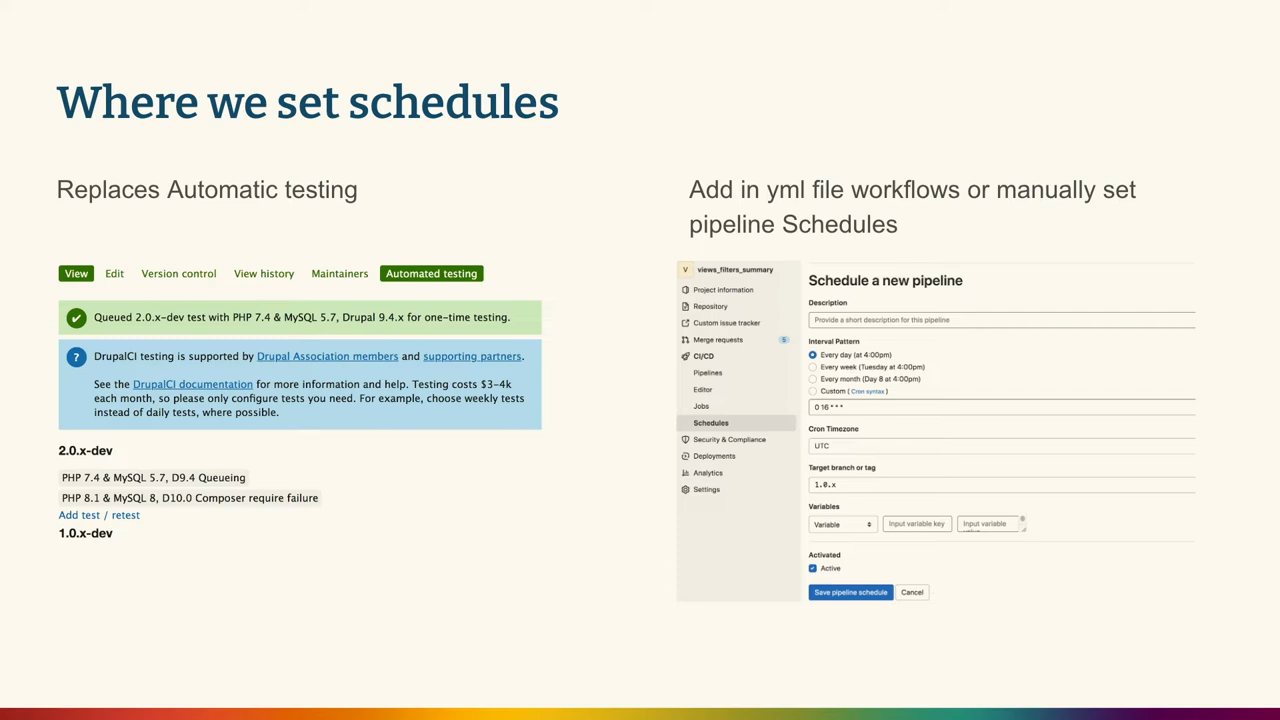 Where we set schedules
Replaces Automatic testing
View Edit Version control View history Maintainers Automated testing
Queued 2.0.x-dev test with PHP 7.4 & MySQL 5.7, Drupal 9.4.x for one-time testing.
DrupalCI testing is supported by Drupal Association members and supporting partners.
See the DrupalCI documentation for more information and help. Testing costs $3–4k
each month, so please only configure tests you need. For example, choose weekly tests
instead of daily tests, where possible.
2.0.x-dev
PHP 7.4 & MySQL 5.7, D9.4 Queueing
PHP 8.1 & MySQL 8, D10.0 Composer require failure
Add test / retest
1.0.x-dev
Add in yml file workflows or manually set
pipeline Schedules
V views_filters_summary
Project information
Repository
Custom issue tracker
Merge requests 5
CI/CD
Pipelines
Editor
Jobs
Schedules
Security & Compliance
Deployments
Analytics
Settings
Schedule a new pipeline
Description
Provide a short description for this pipeline
Interval Pattern
Every day (at 4:00pm)
Every week (Tuesday at 4:00pm)
Every month (Day 8 at 4:00pm)
Custom ( Cron syntax )
0 16 * * *
Cron Timezone
UTC
Target branch or tag
1.0.x
Variables
Variable Input variable key Input variable
Activated
Active
Save pipeline schedule Cancel